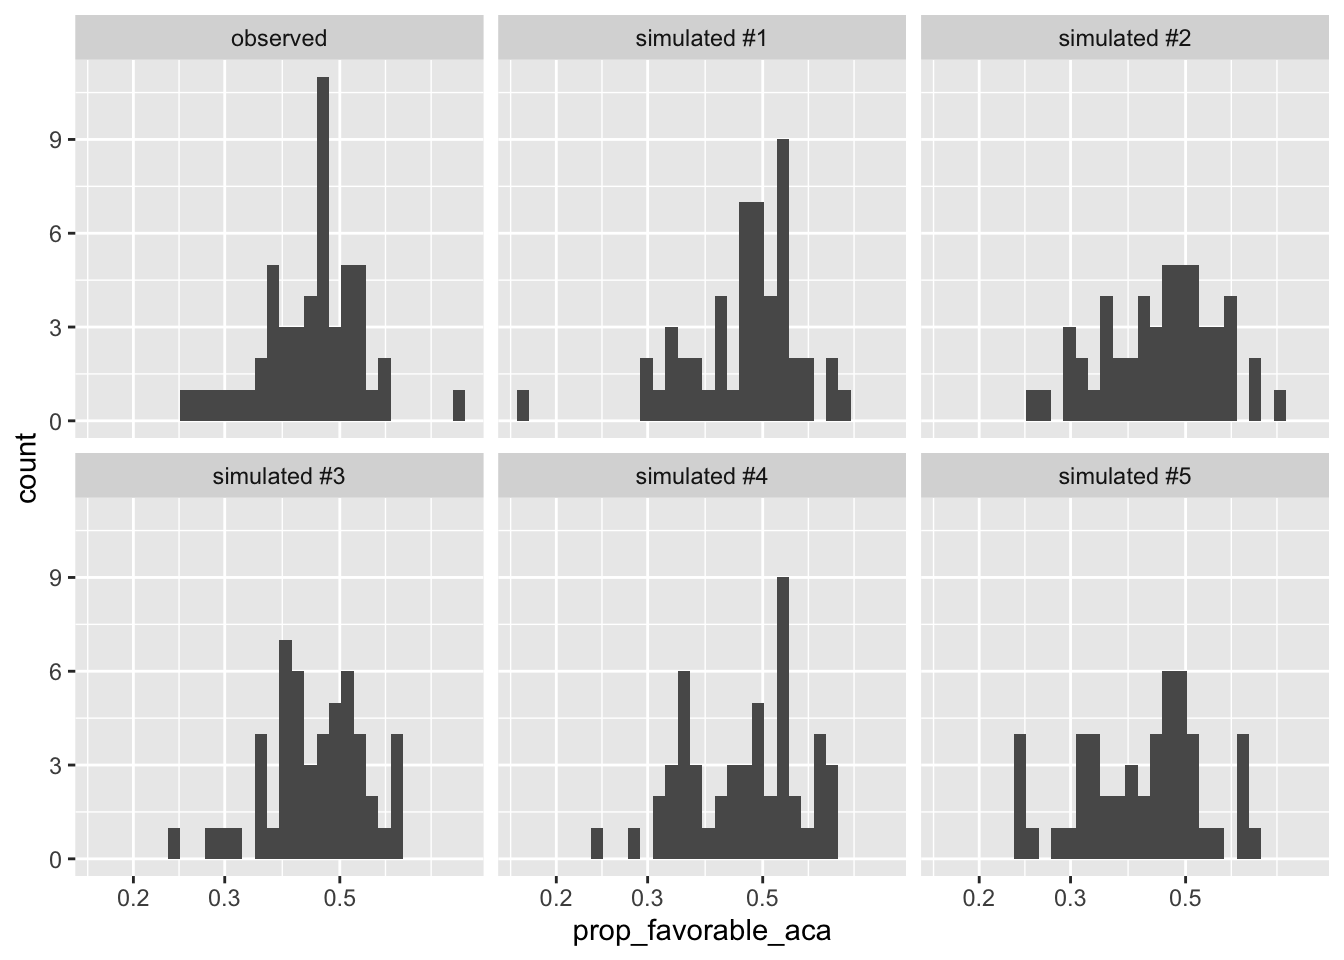 observed
simulated #1
simulated #2
9
6
3
0
count
simulated #3
simulated #4
simulated #5
9
6
3
0
0.2 0.3 0.5
0.2 0.3 0.5
0.2 0.3 0.5
prop_favorable_aca